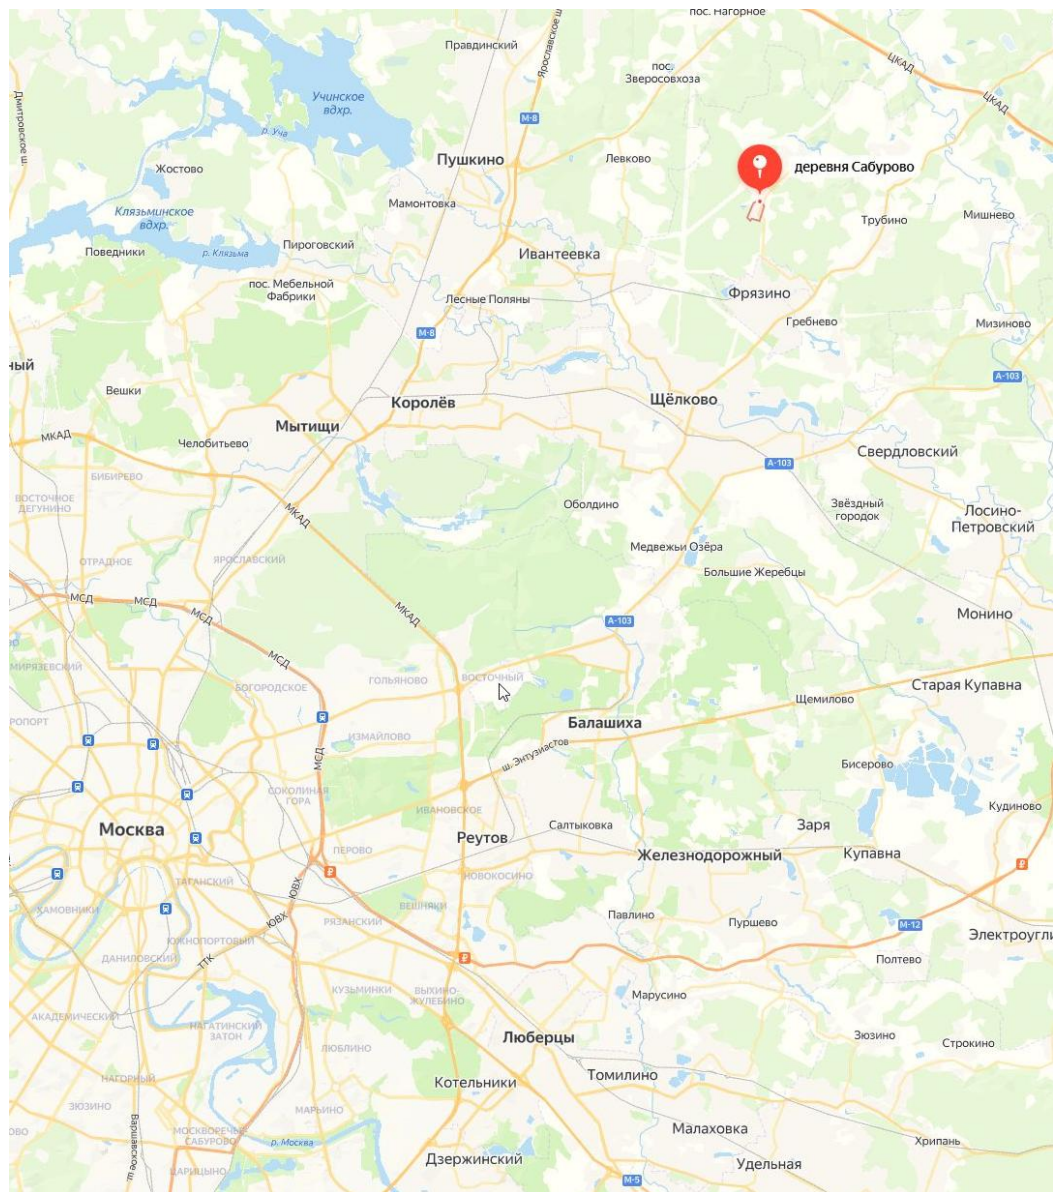 пос. Нагорное
Правдинский
Ярославское ш.
пос.
Зверосовхоза
ЦКАД
ЦКАД
Учинское
вдхр.
Дмитровское ш.
р. Уча
М-8
Пушкино
Левково
деревня Сабурово
Жостово
Мамонтовка
Клязьминское
вдхр.
Трубино
Мишнево
Поведники
р. Клязьма
Пироговский
Ивантеевка
пос. Мебельной
Фабрики
Лесные Поляны
Фрязино
Гребнево
Мизиново
М-8
ный
Вешки
А-103
Королёв
Щёлково
Мытищи
МКАД
Челобитьево
Свердловский
БИБИРЕВО
А-103
ВОСТОЧНОЕ
ДЕГУНИНО
МКАД
Оболдино
Звёздный
городок
Лосино-
Петровский
ОТРАДНОЕ
ЯРОСЛАВСКИЙ
Медвежьи Озёра
Большие Жеребцы
МСД
МСД
МСД
МКАД
А-103
Монино
МСД
МИРЯЗЕВСКИЙ
БОГОРОДСКОЕ
ГОЛЬЯНОВО
ВОСТОЧНЫЙ
Старая Купавна
Щемилово
РОПОРТ
Балашиха
ИЗМАЙЛОВО
МСД
ш. Энтузиастов
Бисерово
СОКОЛИНАЯ
ГОРА
ИВАНОВСКОЕ
Кудиново
Москва
Реутов
Салтыковка
Заря
ПЕРОВО
Железнодорожный
Купавна
ТАГАНСКИЙ
ЮВХ
НОВОКОСИНО
ХАМОВНИКИ
ЮВХ
РЯЗАНСКИЙ
ВЕШНЯКИ
Павлино
Пуршево
М-12
Электроугли
ЮЖНОПОРТОВЫЙ
ДАНИЛОВСКИЙ
ТТК
Полтево
КУЗЬМИНКИ
ВЫХИНО-
ЖУЛЕБИНО
Марусино
АКАДЕМИЧЕСКИЙ
НАГАТИНСКИЙ
ЗАТОН
Люберцы
Зюзино
ЛЮБЛИНО
Строкино
НАГОРНЫЙ
Котельники
Томилино
ЗЮЗИНО
МАРЬИНО
Варшавское ш.
ОВО
МОСКВОРЕЧЬЕ-
САБУРОВО
р. Москва
Малаховка
Хрипань
Дзержинский
Удельная
ЦАРИЦЫНО
М-5